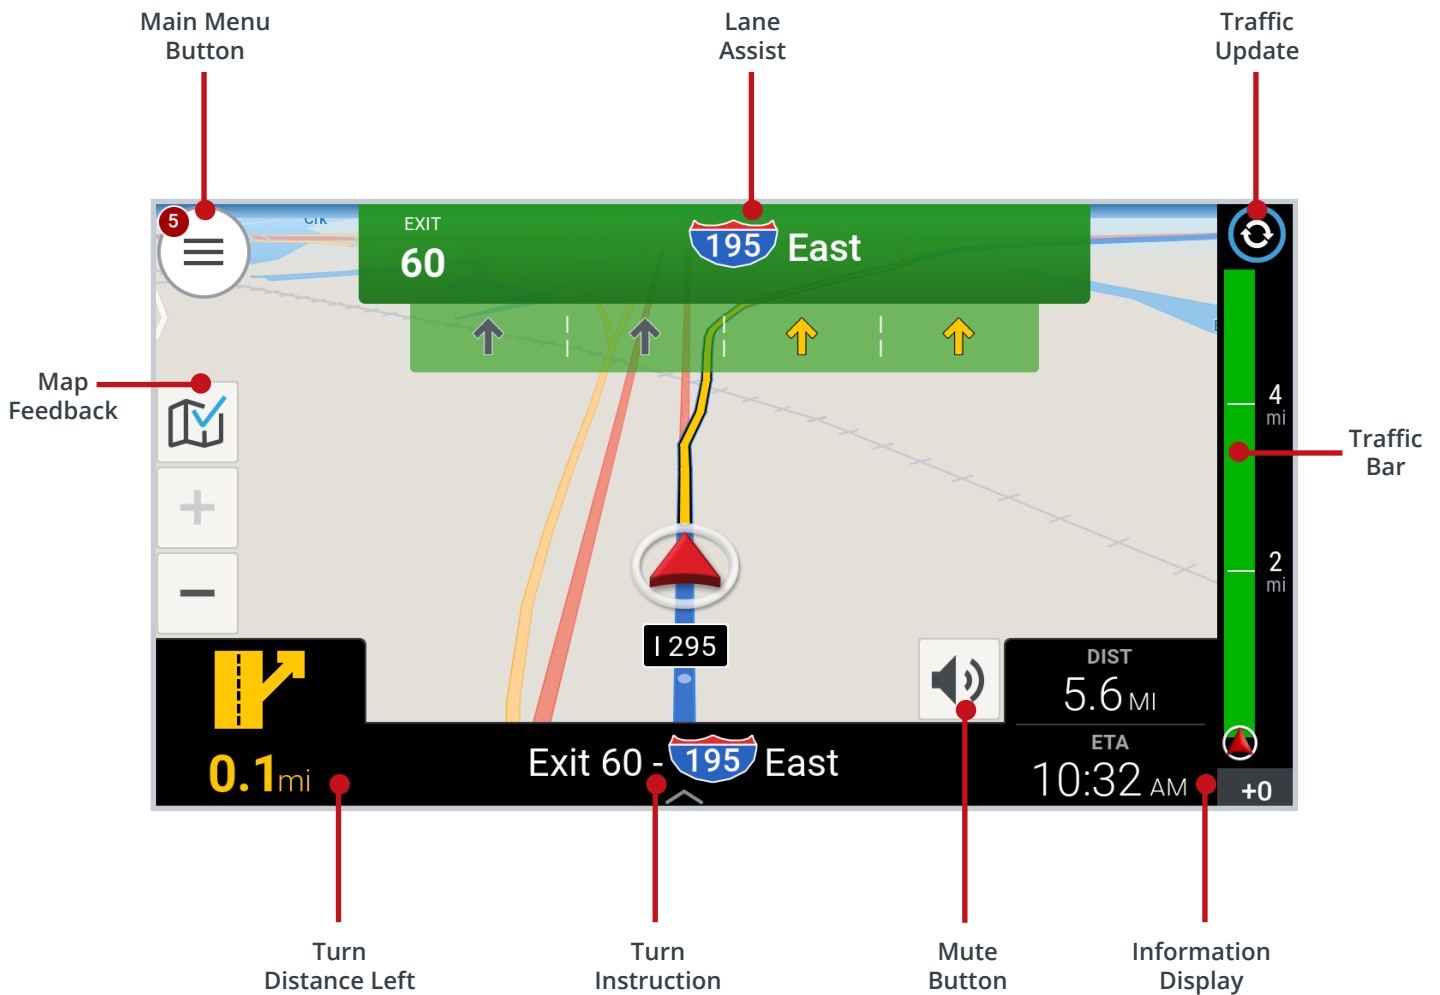 Main Menu
Button
Lane
Assist
Traffic
Update
5
EXIT
60
195 East
4
mi
Map
Feedback
Traffic
Bar
2
mi
I 295
DIST
5.6 MI
ETA
10:32 AM
0.1mi
Exit 60 - 195 East
+0
Turn
Distance Left
Turn
Instruction
Mute
Button
Information
Display